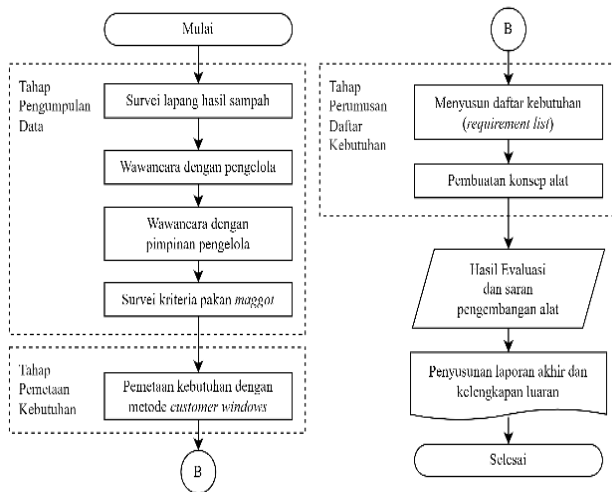 Mulai
Tahap
Pengumpulan
Data
Survei lapang hasil sampah
Wawancara dengan pengelola
Wawancara dengan
pimpinan pengelola
Survei kriteria pakan maggot
Tahap
Pemetaan
Kebutuhan
Pemetaan kebutuhan dengan
metode customer windows
B
B
Tahap
Perumusan
Daftar
Kebutuhan
Menyusun daftar kebutuhan
(requirement list)
Pembuatan konsep alat
Hasil Evaluasi
dan saran
pengembangan alat
Penyusunan laporan akhir dan
kelengkapan luaran
Selesai